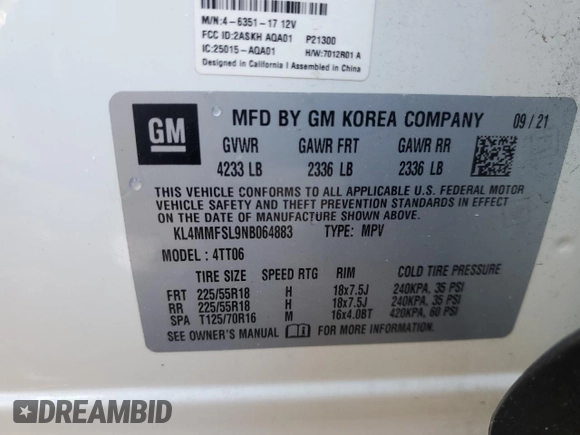 M/N:4-6351-17 12V
FCC ID:2ASKH AQA01 P21300
IC:25015-AQA01 H/W:7012R01 A
Designed in California I Assembled in China
GM MFD BY GM KOREA COMPANY 09/21
GVWR GAWR FRT GAWR RR
4233 LB 2336 LB 2336 LB
THIS VEHICLE CONFORMS TO ALL APPLICABLE U.S. FEDERAL MOTOR
VEHICLE SAFETY AND THEFT PREVENTION STANDARDS IN EFFECT
ON THE DATE OF MANUFACTURE SHOWN ABOVE.
KL4MMFSL9NB064883 TYPE: MPV
MODEL: 4TT06
TIRE SIZE SPEED RTG RIM COLD TIRE PRESSURE
FRT 225/55R18 H 18x7.5J 240KPA, 35 PSI
RR 225/55R18 H 18x7.5J 240KPA, 35 PSI
SPA T125/70R16 M 16x4.0BT 420KPA, 60 PSI
SEE OWNER'S MANUAL FOR MORE INFORMATION
DREAMBID